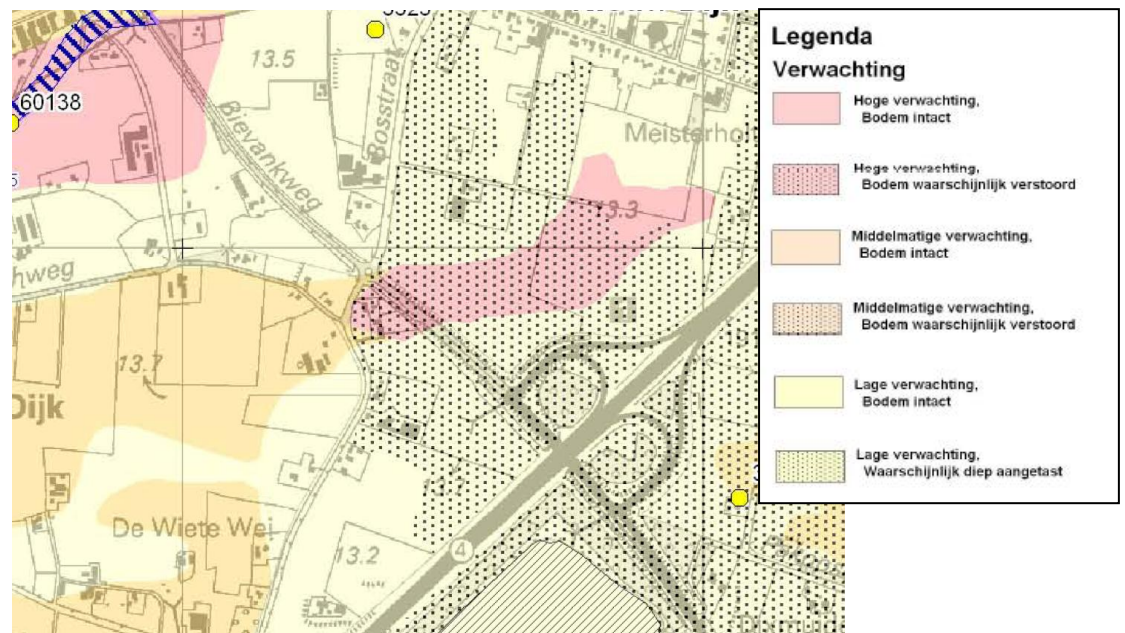 13.5
60138
Bievankweg
Bosstraat
Meisterhof
13.3
hweg
13.7
Dijk
De Wiete Wei
13.2
4
Legenda
Verwachting
Hoge verwachting,
Bodem intact
Hoge verwachting,
Bodem waarschijnlijk verstoord
Middelmatige verwachting,
Bodem intact
Middelmatige verwachting,
Bodem waarschijnlijk verstoord
Lage verwachting,
Bodem intact
Lage verwachting,
Waarschijnlijk diep aangetast